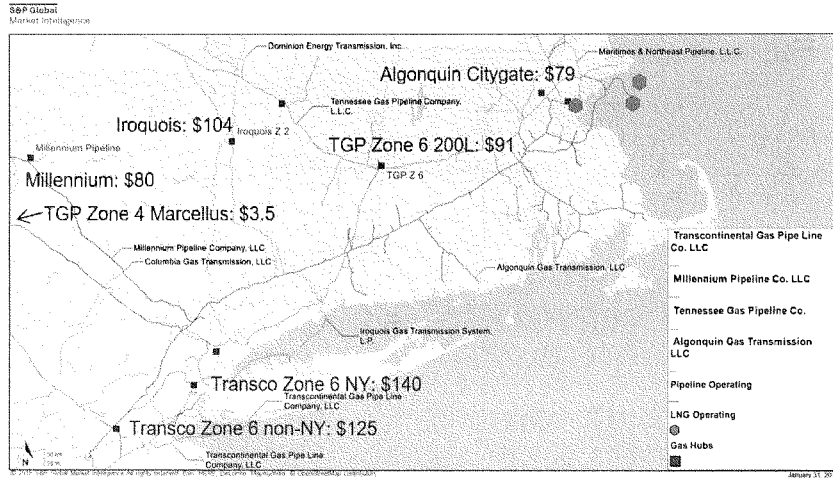 S&P Global
Market Intelligence
Dominion Energy Transmission, Inc.
Maritimes & Northeast Pipeline, L.L.C.
Algonquin Citygate: $79
Tennessee Gas Pipeline Company,
L.L.C.
Iroquois: $104
Iroquois Z 2
TGP Zone 6 200L: $91
Millennium Pipeline
TGP Z 6
Millennium: $80
TGP Zone 4 Marcellus: $3.5
Millennium Pipeline Company, LLC
Columbia Gas Transmission, LLC
Algonquin Gas Transmission, LLC
Iroquois Gas Transmission System,
L.P.
Transco Zone 6 NY: $140
Transcontinental Gas Pipe Line
Company, LLC
Transco Zone 6 non-NY: $125
Transcontinental Gas Pipe Line
Company, LLC
N
Transcontinental Gas Pipe Line
Co. LLC
Millennium Pipeline Co. LLC
Tennessee Gas Pipeline Co.
Algonquin Gas Transmission
LLC
Pipeline Operating
LNG Operating
Gas Hubs
January 31, 20